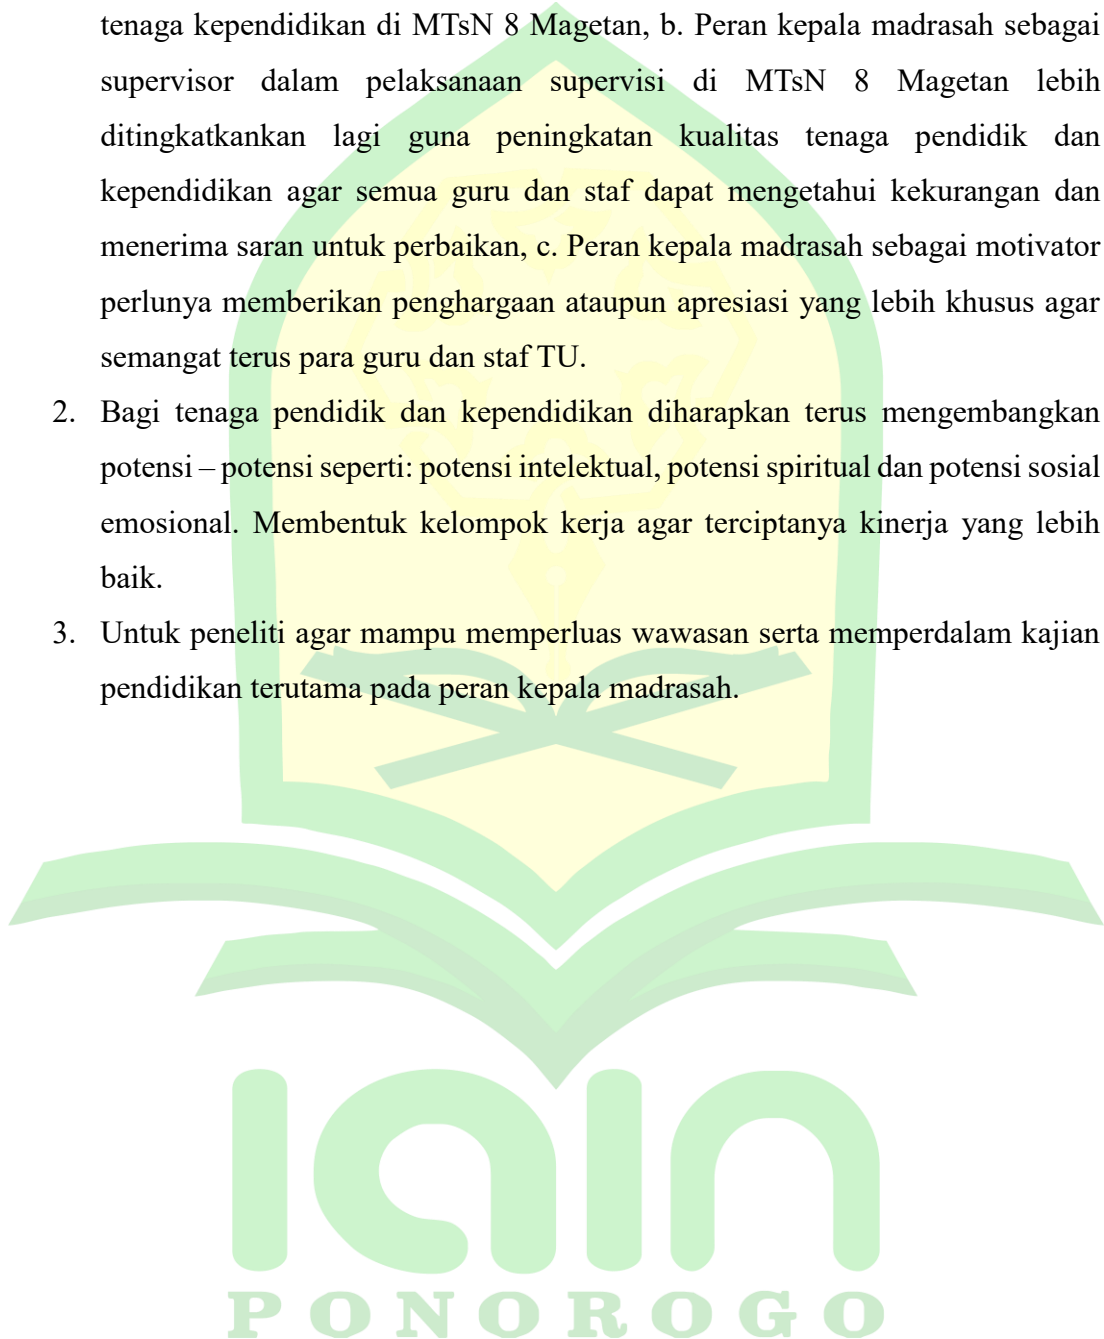 tenaga kependidikan di MTsN 8 Magetan, b. Peran kepala madrasah sebagai
supervisor dalam pelaksanaan supervisi di MTsN 8 Magetan lebih
ditingkatkankan lagi guna peningkatan kualitas tenaga pendidik dan
kependidikan agar semua guru dan staf dapat mengetahui kekurangan dan
menerima saran untuk perbaikan, c. Peran kepala madrasah sebagai motivator
perlunya memberikan penghargaan ataupun apresiasi yang lebih khusus agar
semangat terus para guru dan staf TU.
2. Bagi tenaga pendidik dan kependidikan diharapkan terus mengembangkan
potensi – potensi seperti: potensi intelektual, potensi spiritual dan potensi sosial
emosional. Membentuk kelompok kerja agar terciptanya kinerja yang lebih
baik.
3. Untuk peneliti agar mampu memperluas wawasan serta memperdalam kajian
pendidikan terutama pada peran kepala madrasah.
iain
PONOROGO